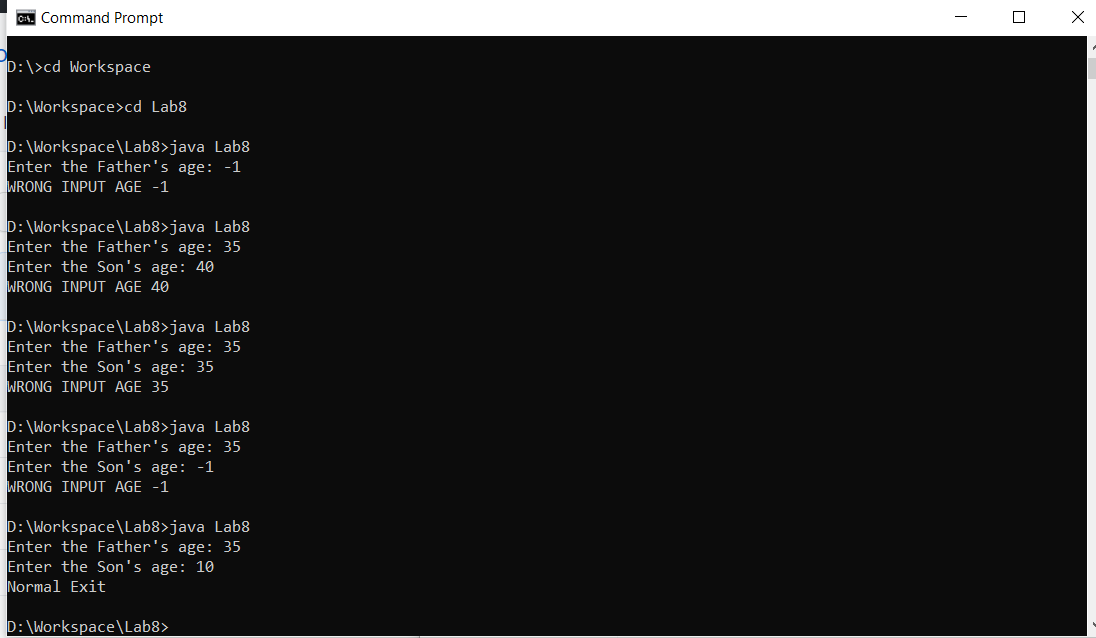 Command Prompt
D:\>cd Workspace
D:\Workspace>cd Lab8
D:\Workspace\Lab8>java Lab8
Enter the Father's age: -1
WRONG INPUT AGE -1
D:\Workspace\Lab8>java Lab8
Enter the Father's age: 35
Enter the Son's age: 40
WRONG INPUT AGE 40
D:\Workspace\Lab8>java Lab8
Enter the Father's age: 35
Enter the Son's age: 35
WRONG INPUT AGE 35
D:\Workspace\Lab8>java Lab8
Enter the Father's age: 35
Enter the Son's age: -1
WRONG INPUT AGE -1
D:\Workspace\Lab8>java Lab8
Enter the Father's age: 35
Enter the Son's age: 10
Normal Exit
D:\Workspace\Lab8>